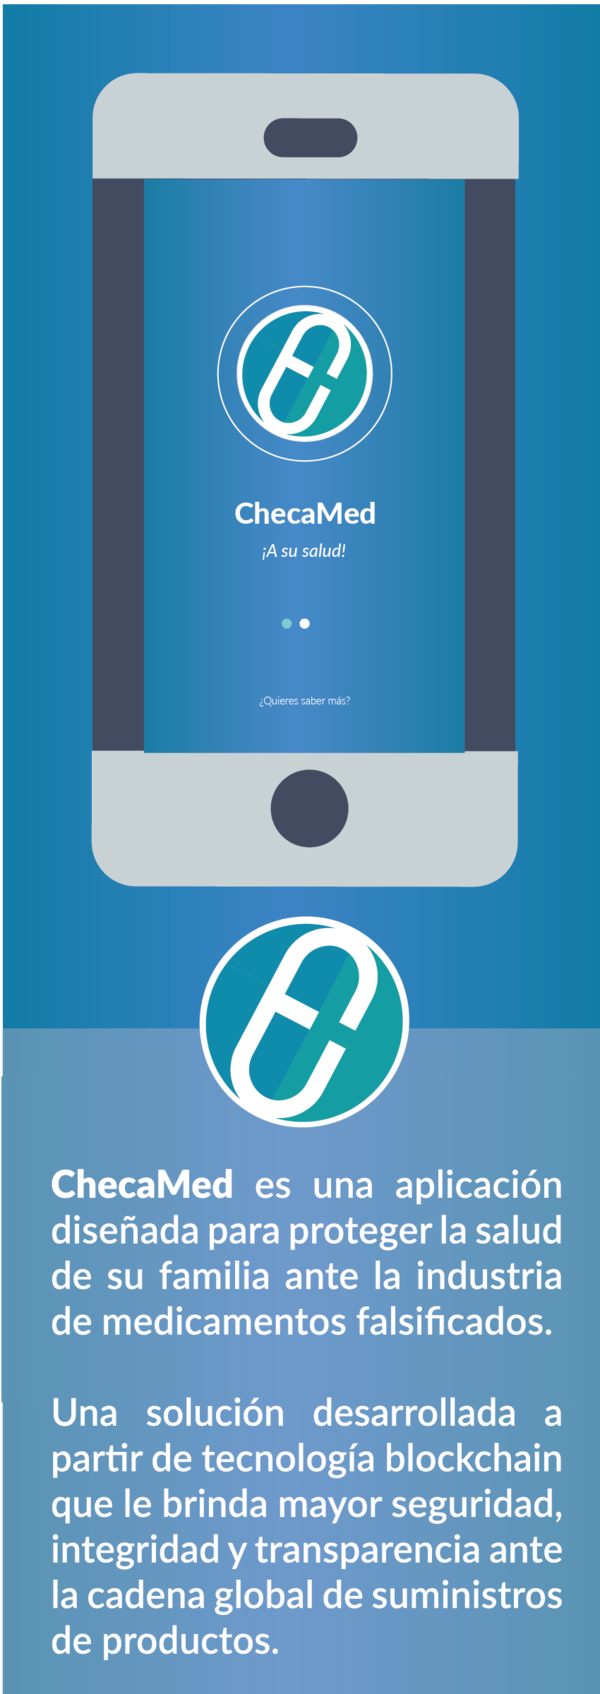 ChecaMed
¡A su salud!
¿Quieres saber más?
ChecaMed es una aplicación
diseñada para proteger la salud
de su familia ante la industria
de medicamentos falsificados.
Una solución desarrollada a
partir de tecnología blockchain
que le brinda mayor seguridad,
integridad y transparencia ante
la cadena global de suministros
de productos.